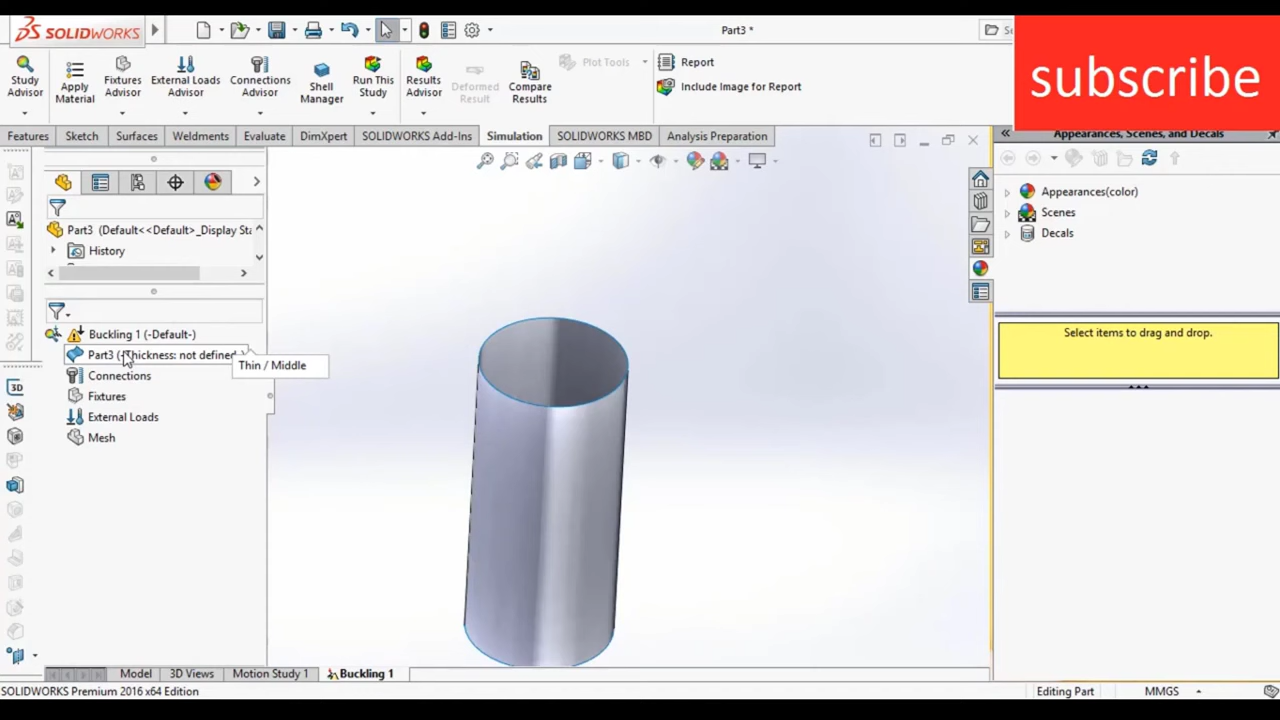 SOLIDWORKS
Part3 *
subscribe
Study Advisor
Apply Material
Fixtures Advisor
External Loads Advisor
Connections Advisor
Shell Manager
Run This Study
Results Advisor
Deformed Result
Compare Results
Plot Tools
Report
Include Image for Report
Features
Sketch
Surfaces
Weldments
Evaluate
DimXpert
SOLIDWORKS Add-Ins
Simulation
SOLIDWORKS MBD
Analysis Preparation
Appearances, Scenes, and Decals
Part3 (Default<<Default>_Display Sta
History
Appearances(color)
Scenes
Decals
Buckling 1 (-Default-)
Part3 (-Thickness: not defined-)
Thin / Middle
Connections
Fixtures
External Loads
Mesh
Select items to drag and drop.
3D
Model
3D Views
Motion Study 1
Buckling 1
SOLIDWORKS Premium 2016 x64 Edition
Editing Part
MMGS